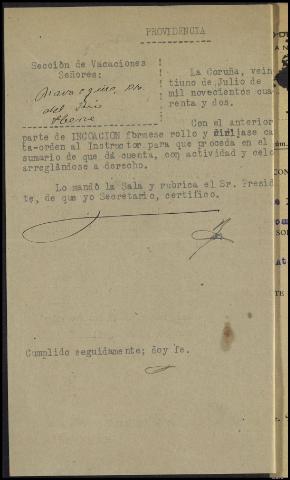 PROVIDENCIA
Sección de Vacaciones
Señores:
del Río
La Coruña, vein
tiuno de Julio de
mil novecientos cua
renta y dos.
Con el anterior
parte de INCOACION fórmese rollo y diríjase ca
ta-orden al Instructor para que proceda en el
sumario de que dá cuenta, con actividad y celo
arreglándose a derecho.
Lo mandó la Sala y rubrica el Sr. Presid
te, de que yo Secretario, certifico.
Cumplido seguidamente; doy fe.